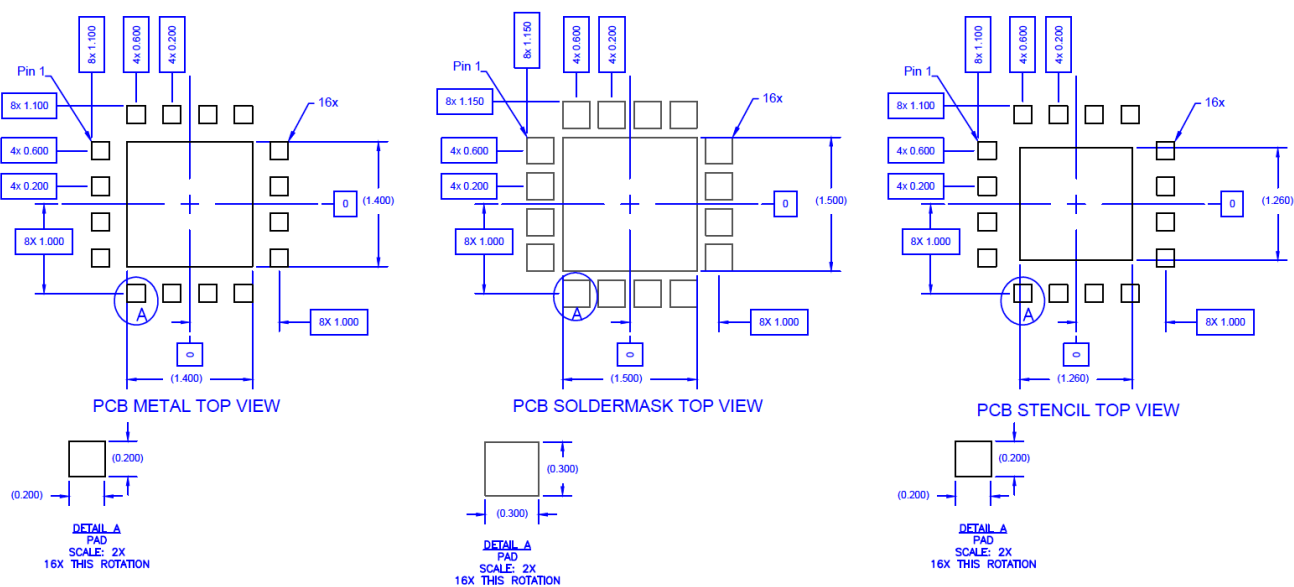 8x 1.100
4x 0.600
4x 0.200
Pin 1
8x 1.100
16x
4x 0.600
4x 0.200
(1.400)
0
8X 1.000
A
8X 1.000
0
(1.400)
PCB METAL TOP VIEW
(0.200)
(0.200)
DETAIL A
PAD
SCALE: 2X
16X THIS ROTATION
8x 1.150
4x 0.600
4x 0.200
Pin 1
8x 1.150
16x
4x 0.600
4x 0.200
(1.500)
0
8X 1.000
A
8X 1.000
0
(1.500)
PCB SOLDERMASK TOP VIEW
(0.300)
(0.300)
DETAIL A
PAD
SCALE: 2X
16X THIS ROTATION
8x 1.100
4x 0.600
4x 0.200
Pin 1
8x 1.100
16x
4x 0.600
4x 0.200
(1.260)
0
8X 1.000
A
8X 1.000
0
(1.260)
PCB STENCIL TOP VIEW
(0.200)
(0.200)
DETAIL A
PAD
SCALE: 2X
16X THIS ROTATION